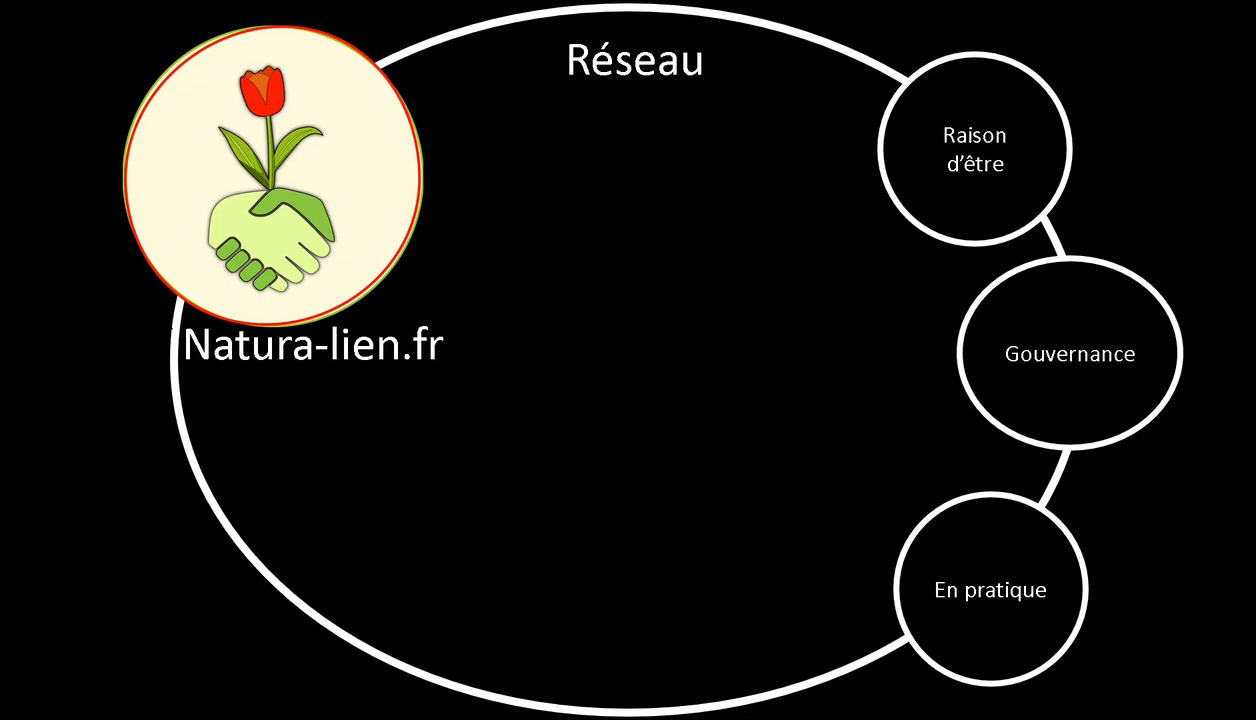 Réseau
Raison
d’être
Natura-lien.fr
Gouvernance
En pratique